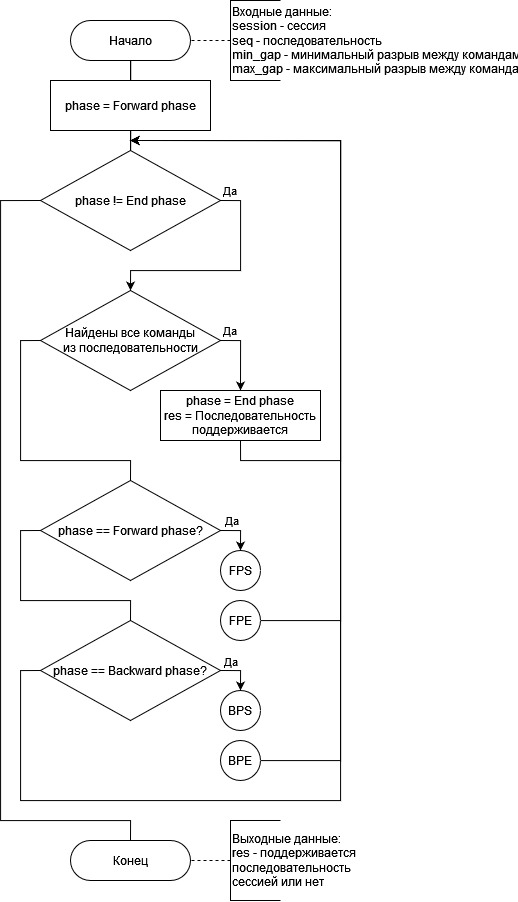 Начало
Входные данные:
session - сессия
seq - последовательность
min_gap - минимальный разрыв между командам
max_gap - максимальный разрыв между команда
phase = Forward phase
phase != End phase
Да
Найдены все команды
из последовательности
Да
phase = End phase
res = Последовательность
поддерживается
phase == Forward phase?
Да
FPS
FPE
phase == Backward phase?
Да
BPS
BPE
Конец
Выходные данные:
res - поддерживается
последовательность
сессией или нет